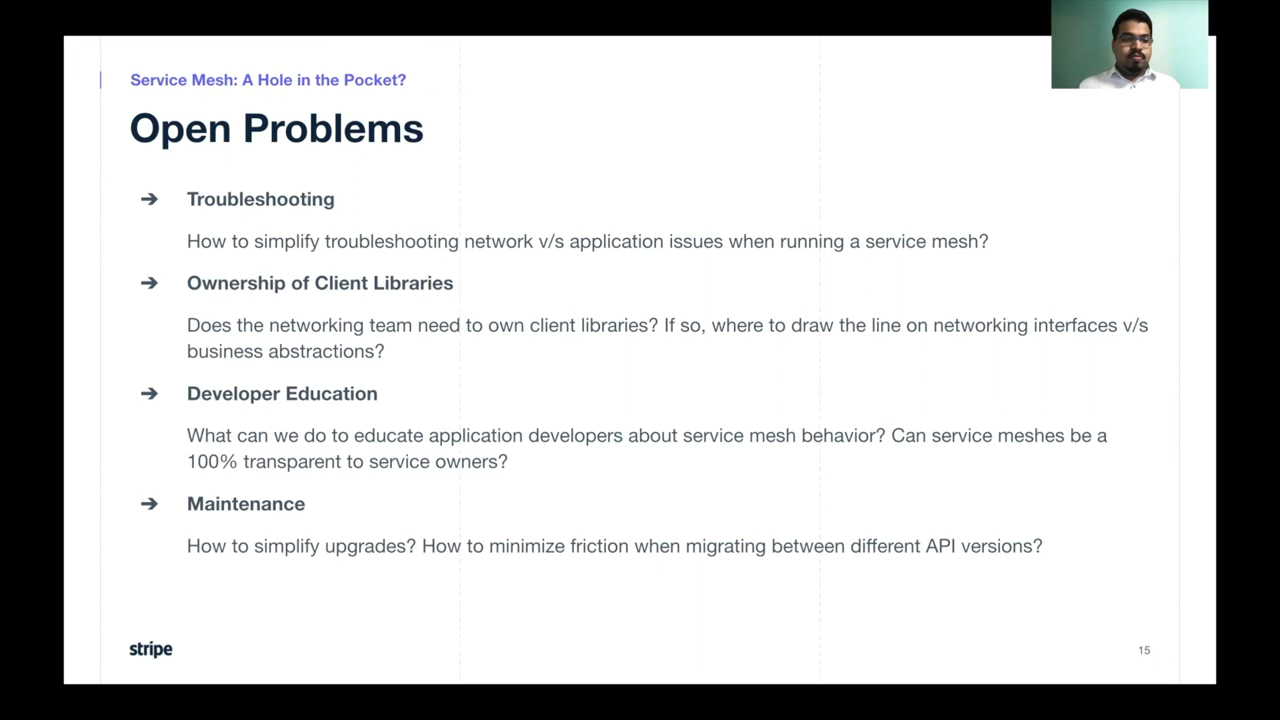 Service Mesh: A Hole in the Pocket?
Open Problems
➔ Troubleshooting
How to simplify troubleshooting network v/s application issues when running a service mesh?
➔ Ownership of Client Libraries
Does the networking team need to own client libraries? If so, where to draw the line on networking interfaces v/s
business abstractions?
➔ Developer Education
What can we do to educate application developers about service mesh behavior? Can service meshes be a
100% transparent to service owners?
➔ Maintenance
How to simplify upgrades? How to minimize friction when migrating between different API versions?
stripe
15